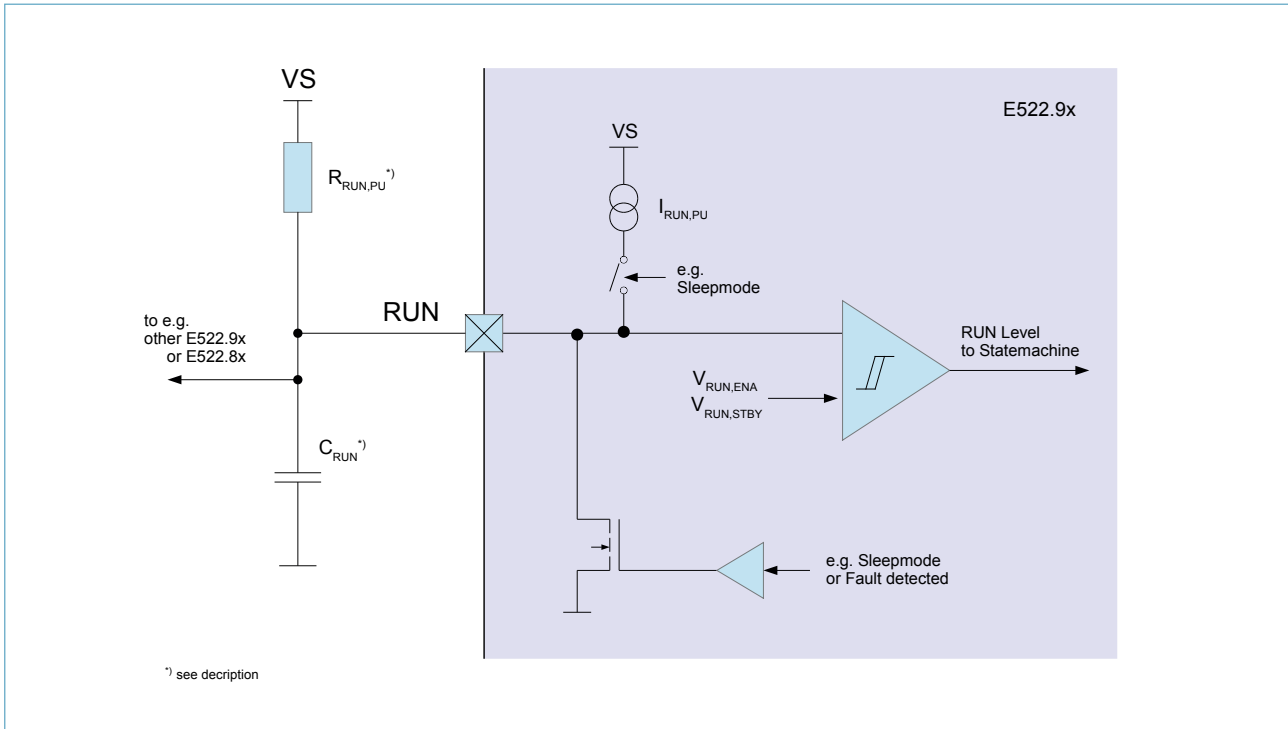 VS
E522.9x
VS
R_RUN,PU *)
I_RUN,PU
e.g.
Sleepmode
RUN
to e.g.
other E522.9x
or E522.8x
RUN Level
to Statemachine
V_RUN,ENA
V_RUN,STBY
C_RUN *)
e.g. Sleepmode
or Fault detected
*) see decription